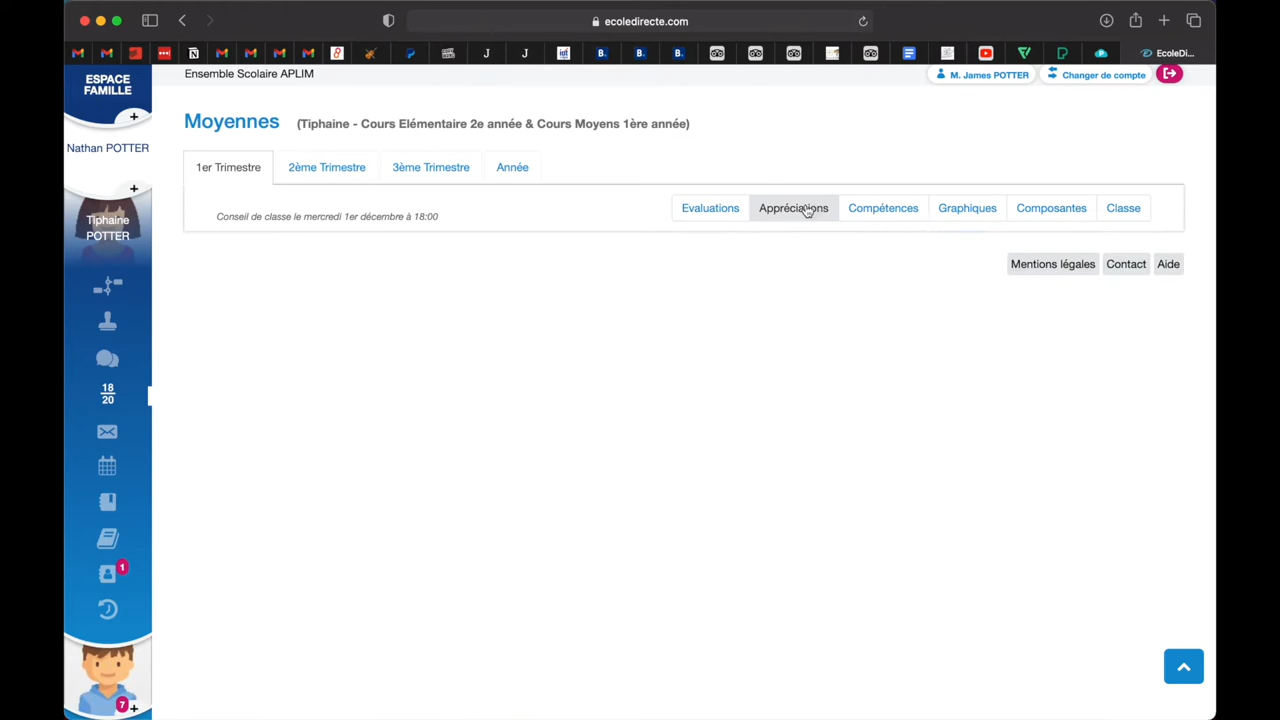 ecoledirecte.com
J
J
iut
B.
B.
B.
EcoleDi...
ESPACE
FAMILLE
Ensemble Scolaire APLIM
M. James POTTER
Changer de compte
Nathan POTTER
Moyennes
(Tiphaine - Cours Elémentaire 2e année & Cours Moyens 1ère année)
1er Trimestre
2ème Trimestre
3ème Trimestre
Année
Tiphaine
POTTER
Conseil de classe le mercredi 1er décembre à 18:00
Evaluations
Appréciations
Compétences
Graphiques
Composantes
Classe
Mentions légales
Contact
Aide
18
20
1
7